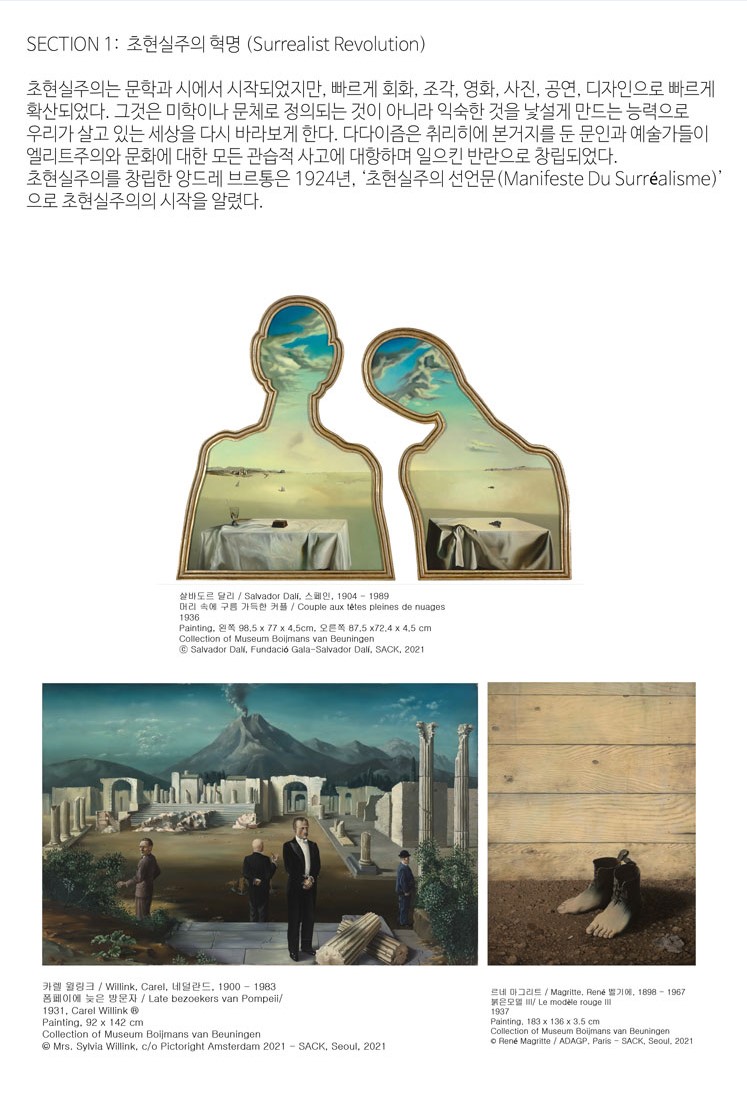 SECTION 1: 초현실주의 혁명 (Surrealist Revolution)
초현실주의는 문학과 시에서 시작되었지만, 빠르게 회화, 조각, 영화, 사진, 공연, 디자인으로 빠르게
확산되었다. 그것은 미학이나 문체로 정의되는 것이 아니라 익숙한 것을 낯설게 만드는 능력으로
우리가 살고 있는 세상을 다시 바라보게 한다. 다다이즘은 취리히에 본거지를 둔 문인과 예술가들이
엘리트주의와 문화에 대한 모든 관습적 사고에 대항하며 일으킨 반란으로 창립되었다.
초현실주의를 창립한 앙드레 브르통은 1924년, ‘초현실주의 선언문(Manifeste Du Surréalisme)’
으로 초현실주의의 시작을 알렸다.
살바도르 달리 / Salvador Dalí, 스페인, 1904 - 1989
머리 속에 구름 가득한 커플 / Couple aux têtes pleines de nuages
1936
Painting, 왼쪽 98,5 x 77 x 4,5cm, 오른쪽 87,5 x72,4 x 4,5 cm
Collection of Museum Boijmans van Beuningen
ⓒ Salvador Dalí, Fundació Gala-Salvador Dalí, SACK, 2021
카렐 윌링크 / Willink, Carel, 네덜란드, 1900 - 1983
폼페이에 늦은 방문자 / Late bezoekers van Pompeii/
1931, Carel Willink ®
Painting, 92 x 142 cm
Collection of Museum Boijmans van Beuningen
© Mrs. Sylvia Willink, c/o Pictoright Amsterdam 2021 - SACK, Seoul, 2021
르네 마그리트 / Magritte, René 벨기에, 1898 - 1967
붉은모델 III/ Le modèle rouge III
1937
Painting, 183 x 136 x 3.5 cm
Collection of Museum Boijmans van Beuningen
© René Magritte / ADAGP, Paris - SACK, Seoul, 2021